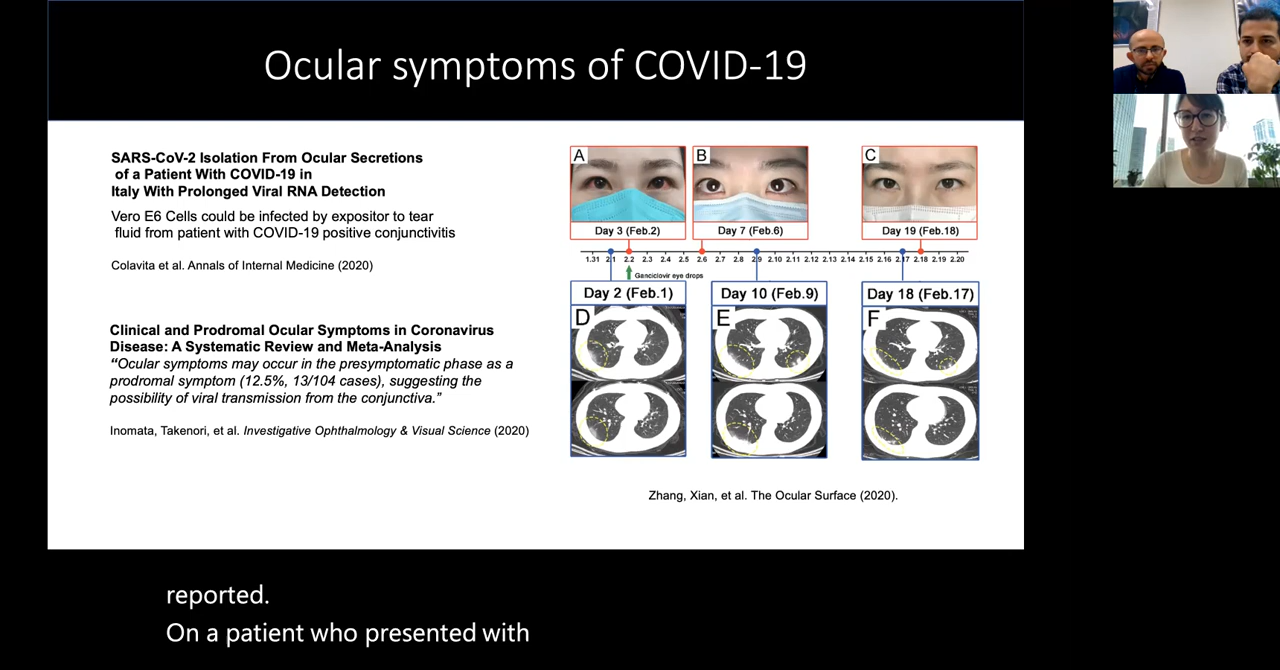 Ocular symptoms of COVID-19
SARS-CoV-2 Isolation From Ocular Secretions
of a Patient With COVID-19 in
Italy With Prolonged Viral RNA Detection
Vero E6 Cells could be infected by expositor to tear
fluid from patient with COVID-19 positive conjunctivitis
Colavita et al. Annals of Internal Medicine (2020)
Clinical and Prodromal Ocular Symptoms in Coronavirus
Disease: A Systematic Review and Meta-Analysis
“Ocular symptoms may occur in the presymptomatic phase as a
prodromal symptom (12.5%, 13/104 cases), suggesting the
possibility of viral transmission from the conjunctiva.”
Inomata, Takenori, et al. Investigative Ophthalmology & Visual Science (2020)
A B C
Day 3 (Feb.2) Day 7 (Feb.6) Day 19 (Feb.18)
1.31 2.1 2.2 2.3 2.4 2.5 2.6 2.7 2.8 2.9 2.10 2.11 2.12 2.13 2.14 2.15 2.16 2.17 2.18 2.19 2.20
Ganciclovir eye drops
Day 2 (Feb.1) Day 10 (Feb.9) Day 18 (Feb.17)
D E F
Zhang, Xian, et al. The Ocular Surface (2020).
reported.
On a patient who presented with